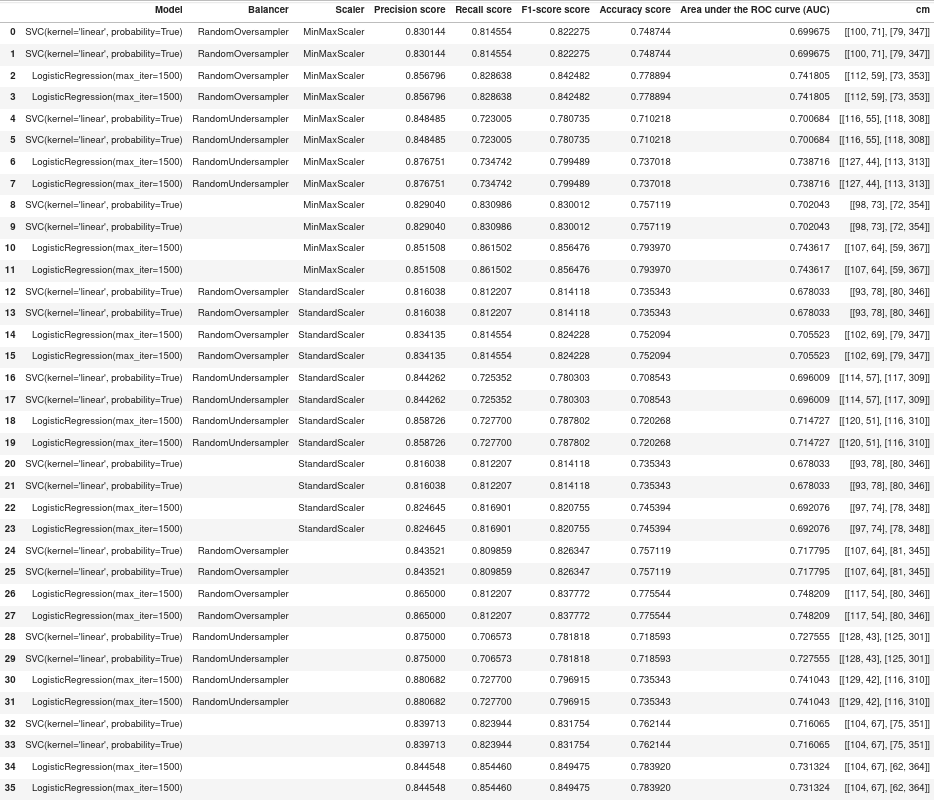 Model Balancer Scaler Precision score Recall score F1-score score Accuracy score Area under the ROC curve (AUC) cm
0 SVC(kernel='linear', probability=True) RandomOversampler MinMaxScaler 0.830144 0.814554 0.822275 0.748744 0.699675 [[100, 71], [79, 347]]
1 SVC(kernel='linear', probability=True) RandomOversampler MinMaxScaler 0.830144 0.814554 0.822275 0.748744 0.699675 [[100, 71], [79, 347]]
2 LogisticRegression(max_iter=1500) RandomOversampler MinMaxScaler 0.856796 0.828638 0.842482 0.778894 0.741805 [[112, 59], [73, 353]]
3 LogisticRegression(max_iter=1500) RandomOversampler MinMaxScaler 0.856796 0.828638 0.842482 0.778894 0.741805 [[112, 59], [73, 353]]
4 SVC(kernel='linear', probability=True) RandomUndersampler MinMaxScaler 0.848485 0.723005 0.780735 0.710218 0.700684 [[116, 55], [118, 308]]
5 SVC(kernel='linear', probability=True) RandomUndersampler MinMaxScaler 0.848485 0.723005 0.780735 0.710218 0.700684 [[116, 55], [118, 308]]
6 LogisticRegression(max_iter=1500) RandomUndersampler MinMaxScaler 0.876751 0.734742 0.799489 0.737018 0.738716 [[127, 44], [113, 313]]
7 LogisticRegression(max_iter=1500) RandomUndersampler MinMaxScaler 0.876751 0.734742 0.799489 0.737018 0.738716 [[127, 44], [113, 313]]
8 SVC(kernel='linear', probability=True) MinMaxScaler 0.829040 0.830986 0.830012 0.757119 0.702043 [[98, 73], [72, 354]]
9 SVC(kernel='linear', probability=True) MinMaxScaler 0.829040 0.830986 0.830012 0.757119 0.702043 [[98, 73], [72, 354]]
10 LogisticRegression(max_iter=1500) MinMaxScaler 0.851508 0.861502 0.856476 0.793970 0.743617 [[107, 64], [59, 367]]
11 LogisticRegression(max_iter=1500) MinMaxScaler 0.851508 0.861502 0.856476 0.793970 0.743617 [[107, 64], [59, 367]]
12 SVC(kernel='linear', probability=True) RandomOversampler StandardScaler 0.816038 0.812207 0.814118 0.735343 0.678033 [[93, 78], [80, 346]]
13 SVC(kernel='linear', probability=True) RandomOversampler StandardScaler 0.816038 0.812207 0.814118 0.735343 0.678033 [[93, 78], [80, 346]]
14 LogisticRegression(max_iter=1500) RandomOversampler StandardScaler 0.834135 0.814554 0.824228 0.752094 0.705523 [[102, 69], [79, 347]]
15 LogisticRegression(max_iter=1500) RandomOversampler StandardScaler 0.834135 0.814554 0.824228 0.752094 0.705523 [[102, 69], [79, 347]]
16 SVC(kernel='linear', probability=True) RandomUndersampler StandardScaler 0.844262 0.725352 0.780303 0.708543 0.696009 [[114, 57], [117, 309]]
17 SVC(kernel='linear', probability=True) RandomUndersampler StandardScaler 0.844262 0.725352 0.780303 0.708543 0.696009 [[114, 57], [117, 309]]
18 LogisticRegression(max_iter=1500) RandomUndersampler StandardScaler 0.858726 0.727700 0.787802 0.720268 0.714727 [[120, 51], [116, 310]]
19 LogisticRegression(max_iter=1500) RandomUndersampler StandardScaler 0.858726 0.727700 0.787802 0.720268 0.714727 [[120, 51], [116, 310]]
20 SVC(kernel='linear', probability=True) StandardScaler 0.816038 0.812207 0.814118 0.735343 0.678033 [[93, 78], [80, 346]]
21 SVC(kernel='linear', probability=True) StandardScaler 0.816038 0.812207 0.814118 0.735343 0.678033 [[93, 78], [80, 346]]
22 LogisticRegression(max_iter=1500) StandardScaler 0.824645 0.816901 0.820755 0.745394 0.692076 [[97, 74], [78, 348]]
23 LogisticRegression(max_iter=1500) StandardScaler 0.824645 0.816901 0.820755 0.745394 0.692076 [[97, 74], [78, 348]]
24 SVC(kernel='linear', probability=True) RandomOversampler 0.843521 0.809859 0.826347 0.757119 0.717795 [[107, 64], [81, 345]]
25 SVC(kernel='linear', probability=True) RandomOversampler 0.843521 0.809859 0.826347 0.757119 0.717795 [[107, 64], [81, 345]]
26 LogisticRegression(max_iter=1500) RandomOversampler 0.865000 0.812207 0.837772 0.775544 0.748209 [[117, 54], [80, 346]]
27 LogisticRegression(max_iter=1500) RandomOversampler 0.865000 0.812207 0.837772 0.775544 0.748209 [[117, 54], [80, 346]]
28 SVC(kernel='linear', probability=True) RandomUndersampler 0.875000 0.706573 0.781818 0.718593 0.727555 [[128, 43], [125, 301]]
29 SVC(kernel='linear', probability=True) RandomUndersampler 0.875000 0.706573 0.781818 0.718593 0.727555 [[128, 43], [125, 301]]
30 LogisticRegression(max_iter=1500) RandomUndersampler 0.880682 0.727700 0.796915 0.735343 0.741043 [[129, 42], [116, 310]]
31 LogisticRegression(max_iter=1500) RandomUndersampler 0.880682 0.727700 0.796915 0.735343 0.741043 [[129, 42], [116, 310]]
32 SVC(kernel='linear', probability=True) 0.839713 0.823944 0.831754 0.762144 0.716065 [[104, 67], [75, 351]]
33 SVC(kernel='linear', probability=True) 0.839713 0.823944 0.831754 0.762144 0.716065 [[104, 67], [75, 351]]
34 LogisticRegression(max_iter=1500) 0.844548 0.854460 0.849475 0.783920 0.731324 [[104, 67], [62, 364]]
35 LogisticRegression(max_iter=1500) 0.844548 0.854460 0.849475 0.783920 0.731324 [[104, 67], [62, 364]]